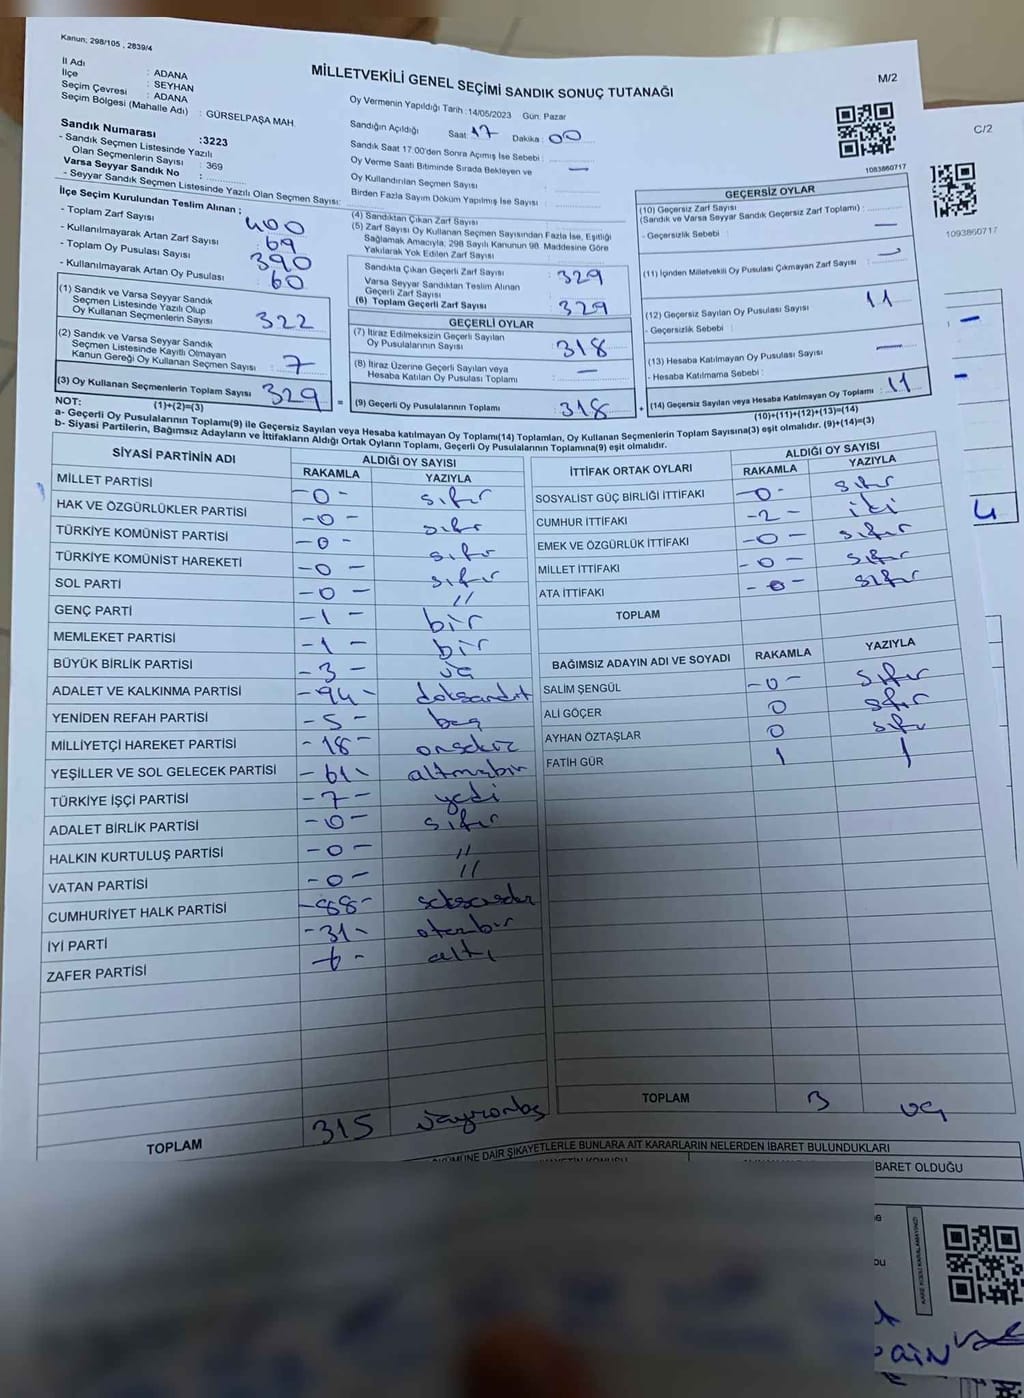 Kanun; 298/105 , 2839/4
M/2
İl Adı : ADANA
İlçe : SEYHAN
Seçim Çevresi : ADANA
Seçim Bölgesi (Mahalle Adı) : GÜRSELPAŞA MAH.
MİLLETVEKİLİ GENEL SEÇİMİ SANDIK SONUÇ TUTANAĞI
Oy Vermenin Yapıldığı Tarih :14/05/2023 Gün: Pazar
Sandığın Açıldığı Saat: 17 Dakika : 00
Sandık Saat 17:00'den Sonra Açımış İse Sebebi :
Oy Verme Saati Bitiminde Sırada Bekleyen ve
Oy Kullandırılan Seçmen Sayısı : —
Birden Fazla Sayım Döküm Yapılmış İse Sayısı :
1083860717
C/2
1093860717
Sandık Numarası :3223
- Sandık Seçmen Listesinde Yazılı
Olan Seçmenlerin Sayısı : 369
Varsa Seyyar Sandık No :
- Seyyar Sandık Seçmen Listesinde Yazılı Olan Seçmen Sayısı:
İlçe Seçim Kurulundan Teslim Alınan :
- Toplam Zarf Sayısı : 400
- Kullanılmayarak Artan Zarf Sayısı : 69
- Toplam Oy Pusulası Sayısı : 390
- Kullanılmayarak Artan Oy Pusulası : 60
(1) Sandık ve Varsa Seyyar Sandık
Seçmen Listesinde Yazılı Olup
Oy Kullanan Seçmenlerin Sayısı : 322
(2) Sandık ve Varsa Seyyar Sandık
Seçmen Listesinde Kayıtlı Olmayan
Kanun Gereği Oy Kullanan Seçmen Sayısı : 7
(3) Oy Kullanan Seçmenlerin Toplam Sayısı : 329
(1)+(2)=(3)
(4) Sandıktan Çıkan Zarf Sayısı :
(5) Zarf Sayısı Oy Kullanan Seçmen Sayısından Fazla İse, Eşitliği
Sağlamak Amacıyla; 298 Sayılı Kanunun 98. Maddesine Göre
Yakılarak Yok Edilen Zarf Sayısı :
Sandıkta Çıkan Geçerli Zarf Sayısı : 329
Varsa Seyyar Sandıktan Teslim Alınan
Geçerli Zarf Sayısı :
(6) Toplam Geçerli Zarf Sayısı : 329
GEÇERLİ OYLAR
(7) İtiraz Edilmeksizin Geçerli Sayılan
Oy Pusulalarının Sayısı : 318
(8) İtiraz Üzerine Geçerli Sayılan veya
Hesaba Katılan Oy Pusulası Toplamı : —
= (9) Geçerli Oy Pusulalarının Toplamı : 318
GEÇERSİZ OYLAR
(10) Geçersiz Zarf Sayısı
(Sandık ve Varsa Seyyar Sandık Geçersiz Zarf Toplamı) :
- Geçersizlik Sebebi : —
(11) İçinden Milletvekili Oy Pusulası Çıkmayan Zarf Sayısı : —
(12) Geçersiz Sayılan Oy Pusulası Sayısı : 11
- Geçersizlik Sebebi :
(13) Hesaba Katılmayan Oy Pusulası Sayısı : —
- Hesaba Katılmama Sebebi :
+ (14) Geçersiz Sayılan veya Hesaba Katılmayan Oy Toplamı : 11
(10)+(11)+(12)+(13)=(14)
NOT:
a- Geçerli Oy Pusulalarının Toplamı(9) ile Geçersiz Sayılan veya Hesaba katılmayan Oy Toplamı(14) Toplamları, Oy Kullanan Seçmenlerin Toplam Sayısına(3) eşit olmalıdır. (9)+(14)=(3)
b- Siyasi Partilerin, Bağımsız Adayların ve İttifakların Aldığı Ortak Oyların Toplamı, Geçerli Oy Pusulalarının Toplamına(9) eşit olmalıdır.
SİYASİ PARTİNİN ADI ALDIĞI OY SAYISI
RAKAMLA YAZIYLA
MİLLET PARTİSİ -0- sıfır
HAK VE ÖZGÜRLÜKLER PARTİSİ -0- sıfır
TÜRKİYE KOMÜNİST PARTİSİ -0- sıfır
TÜRKİYE KOMÜNİST HAREKETİ -0- sıfır
SOL PARTİ -0- //
GENÇ PARTİ -1- bir
MEMLEKET PARTİSİ -1- bir
BÜYÜK BİRLİK PARTİSİ -3- üç
ADALET VE KALKINMA PARTİSİ -94- doksandört
YENİDEN REFAH PARTİSİ -5- beş
MİLLİYETÇİ HAREKET PARTİSİ -18- onsekiz
YEŞİLLER VE SOL GELECEK PARTİSİ -61- altmışbir
TÜRKİYE İŞÇİ PARTİSİ -7- yedi
ADALET BİRLİK PARTİSİ -0- sıfır
HALKIN KURTULUŞ PARTİSİ -0- //
VATAN PARTİSİ -0- //
CUMHURİYET HALK PARTİSİ -88- seksensekiz
İYİ PARTİ -31- otuzbir
ZAFER PARTİSİ -6- altı
TOPLAM 315 üçyüzonbeş
İTTİFAK ORTAK OYLARI ALDIĞI OY SAYISI
RAKAMLA YAZIYLA
SOSYALİST GÜÇ BİRLİĞİ İTTİFAKI -0- sıfır
CUMHUR İTTİFAKI -2- iki
EMEK VE ÖZGÜRLÜK İTTİFAKI -0- sıfır
MİLLET İTTİFAKI -0- sıfır
ATA İTTİFAKI -0- sıfır
TOPLAM
BAĞIMSIZ ADAYIN ADI VE SOYADI RAKAMLA YAZIYLA
SALİM ŞENGÜL -0- sıfır
ALİ GÖÇER 0 sıfır
AYHAN ÖZTAŞLAR 0 sıfır
FATİH GÜR 1 1
TOPLAM 3 üç
DAİR ŞİKAYETLERLE BUNLARA AİT KARARLARIN NELERDEN İBARET BULUNDUKLARI
BARET OLDUĞU